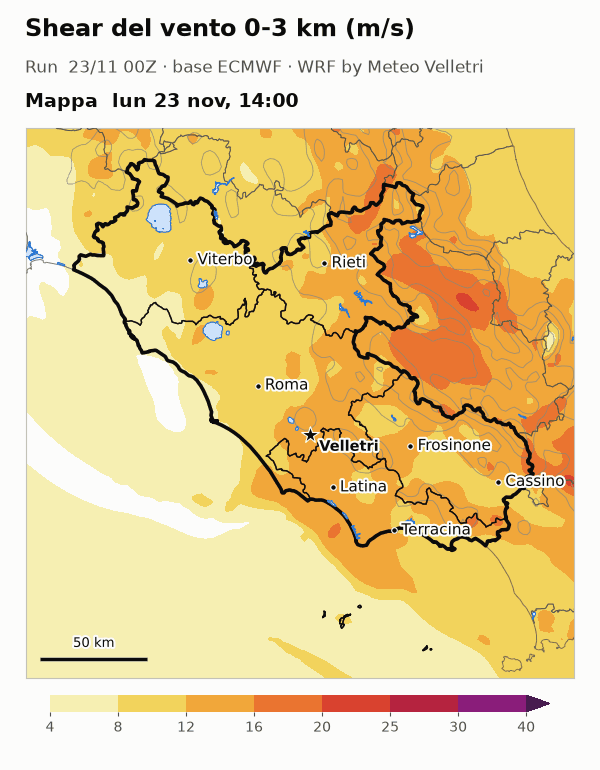 Shear del vento 0-3 km (m/s)
Run 23/11 00Z · base ECMWF · WRF by Meteo Velletri
Mappa lun 23 nov, 14:00
Viterbo
Rieti
Roma
Velletri
Frosinone
Latina
Cassino
Terracina
50 km
4 8 12 16 20 25 30 40